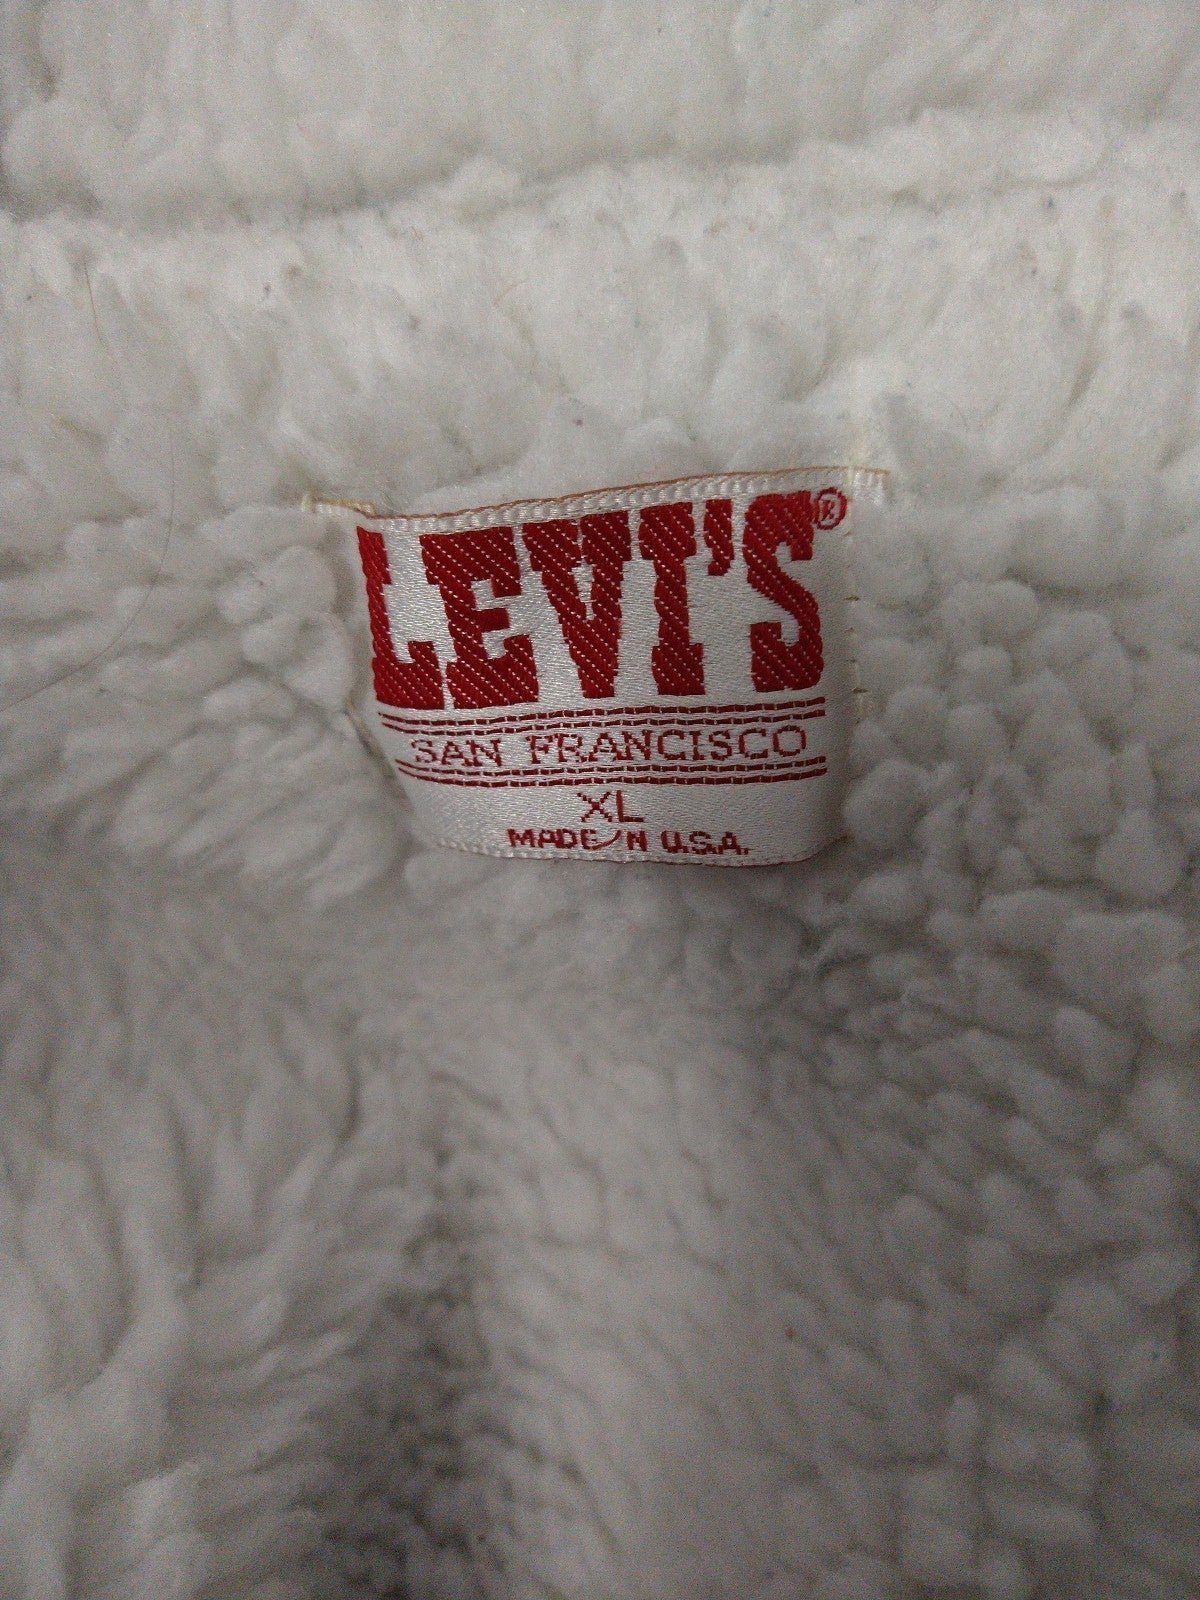 LEVI'S®
SAN FRANCISCO
XL
MADE IN U.S.A.